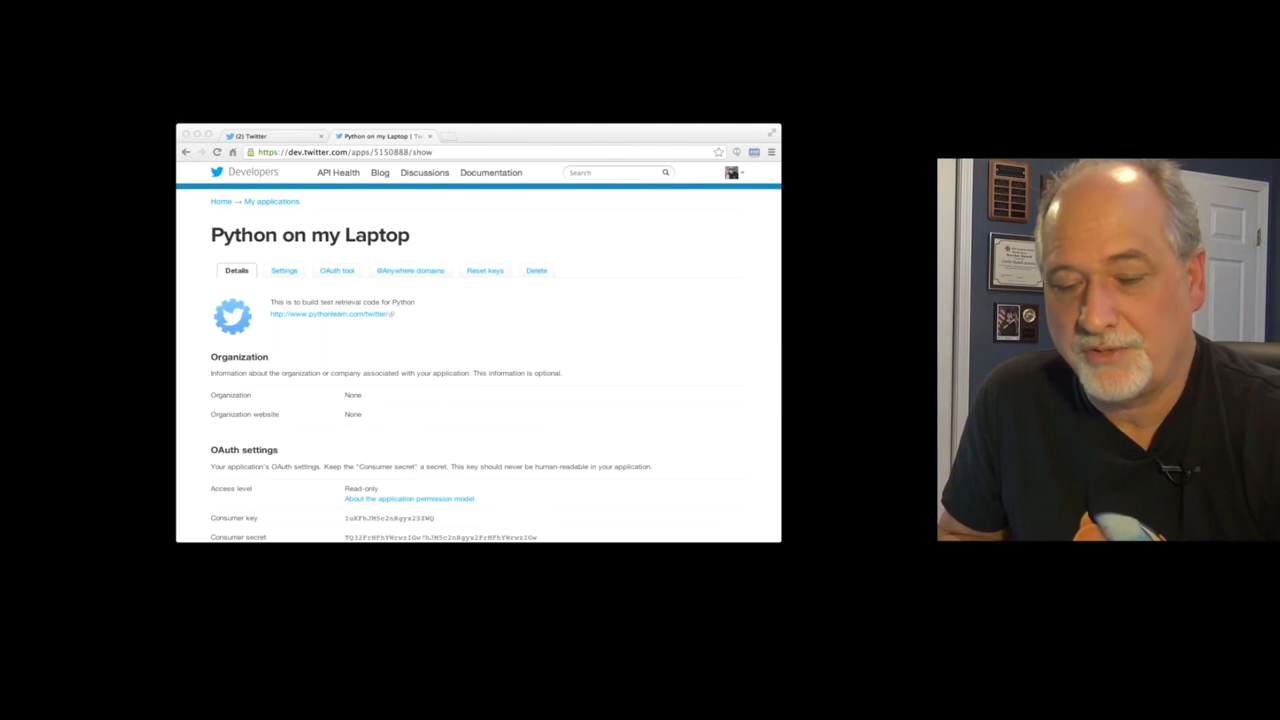 (2) Twitter
Python on my Laptop | Tw
https://dev.twitter.com/apps/5150888/show
Developers API Health Blog Discussions Documentation Search
Home → My applications
Python on my Laptop
Details Settings OAuth tool @Anywhere domains Reset keys Delete
This is to build test retrieval code for Python
http://www.pythonlearn.com/twitter/
Organization
Information about the organization or company associated with your application. This information is optional.
Organization None
Organization website None
OAuth settings
Your application's OAuth settings. Keep the "Consumer secret" a secret. This key should never be human-readable in your application.
Access level Read-only
About the application permission model
Consumer key
Consumer secret